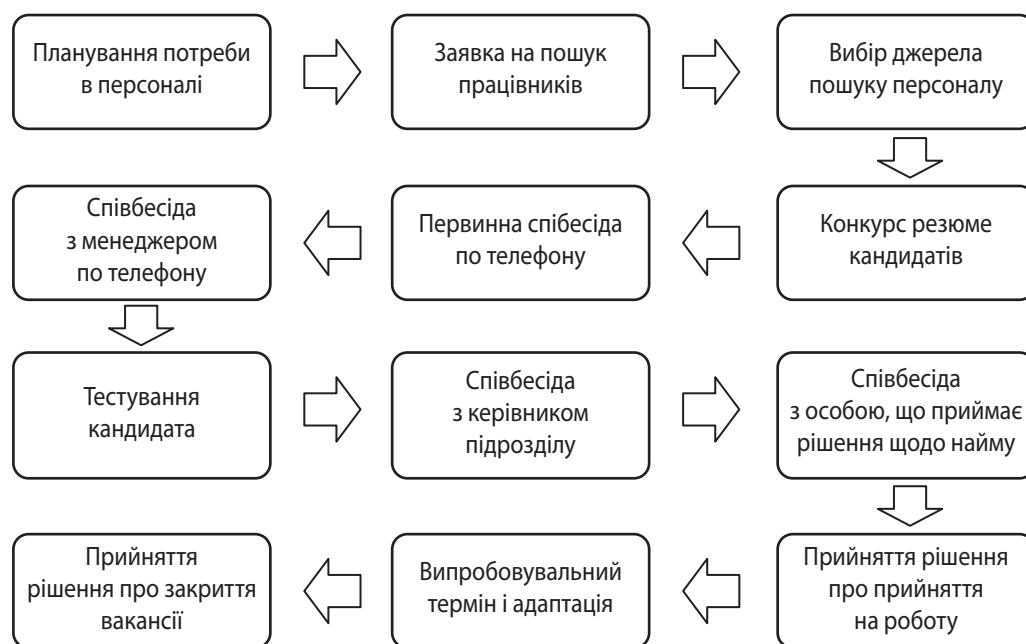 Планування потреби
в персоналі
Заявка на пошук
працівників
Вибір джерела
пошуку персоналу
Конкурс резюме
кандидатів
Первинна спібесіда
по телефону
Співбесіда
з менеджером
по телефону
Тестування
кандидата
Співбесіда
з керівником
підрозділу
Співбесіда
з особою, що приймає
рішення щодо найму
Прийняття рішення
про прийняття
на роботу
Випробовувальний
термін і адаптація
Прийняття
рішення про закриття
вакансії